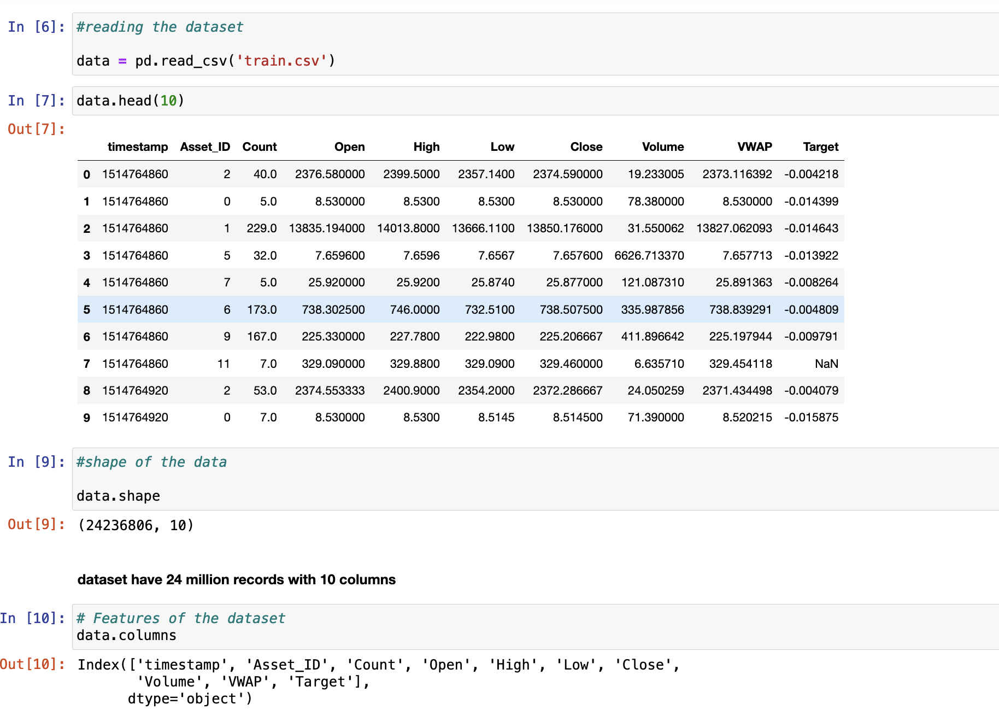 In [6]: #reading the dataset
data = pd.read_csv('train.csv')
In [7]: data.head(10)
Out[7]:
timestamp Asset_ID Count Open High Low Close Volume VWAP Target
0 1514764860 2 40.0 2376.580000 2399.5000 2357.1400 2374.590000 19.233005 2373.116392 -0.004218
1 1514764860 0 5.0 8.530000 8.5300 8.5300 8.530000 78.380000 8.530000 -0.014399
2 1514764860 1 229.0 13835.194000 14013.8000 13666.1100 13850.176000 31.550062 13827.062093 -0.014643
3 1514764860 5 32.0 7.659600 7.6596 7.6567 7.657600 6626.713370 7.657713 -0.013922
4 1514764860 7 5.0 25.920000 25.9200 25.8740 25.877000 121.087310 25.891363 -0.008264
5 1514764860 6 173.0 738.302500 746.0000 732.5100 738.507500 335.987856 738.839291 -0.004809
6 1514764860 9 167.0 225.330000 227.7800 222.9800 225.206667 411.896642 225.197944 -0.009791
7 1514764860 11 7.0 329.090000 329.8800 329.0900 329.460000 6.635710 329.454118 NaN
8 1514764920 2 53.0 2374.553333 2400.9000 2354.2000 2372.286667 24.050259 2371.434498 -0.004079
9 1514764920 0 7.0 8.530000 8.5300 8.5145 8.514500 71.390000 8.520215 -0.015875
In [9]: #shape of the data
data.shape
Out[9]: (24236806, 10)
dataset have 24 million records with 10 columns
In [10]: # Features of the dataset
data.columns
Out[10]: Index(['timestamp', 'Asset_ID', 'Count', 'Open', 'High', 'Low', 'Close',
'Volume', 'VWAP', 'Target'],
dtype='object')